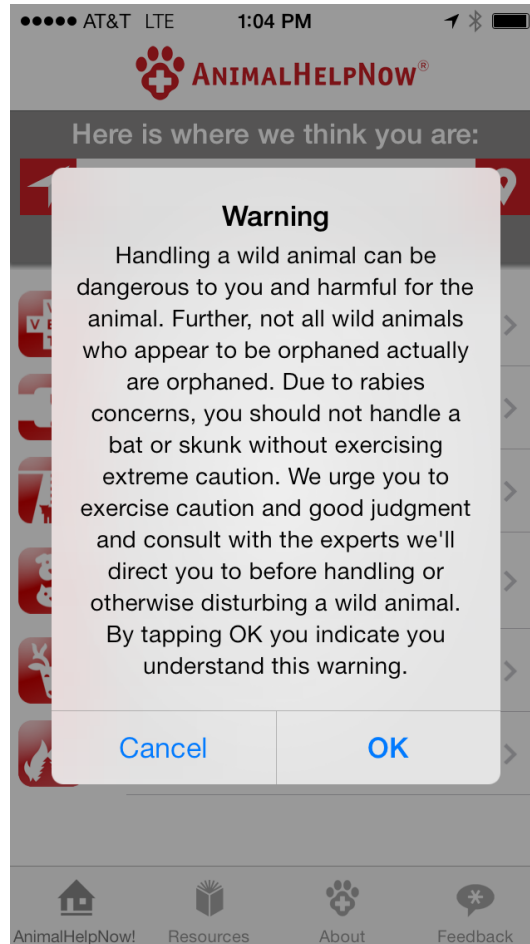 AT&T LTE 1:04 PM
ANIMALHELPNOW®
Here is where we think you are:
Warning
Handling a wild animal can be
dangerous to you and harmful for the
animal. Further, not all wild animals
who appear to be orphaned actually
are orphaned. Due to rabies
concerns, you should not handle a
bat or skunk without exercising
extreme caution. We urge you to
exercise caution and good judgment
and consult with the experts we'll
direct you to before handling or
otherwise disturbing a wild animal.
By tapping OK you indicate you
understand this warning.
Cancel OK
AnimalHelpNow! Resources About Feedback